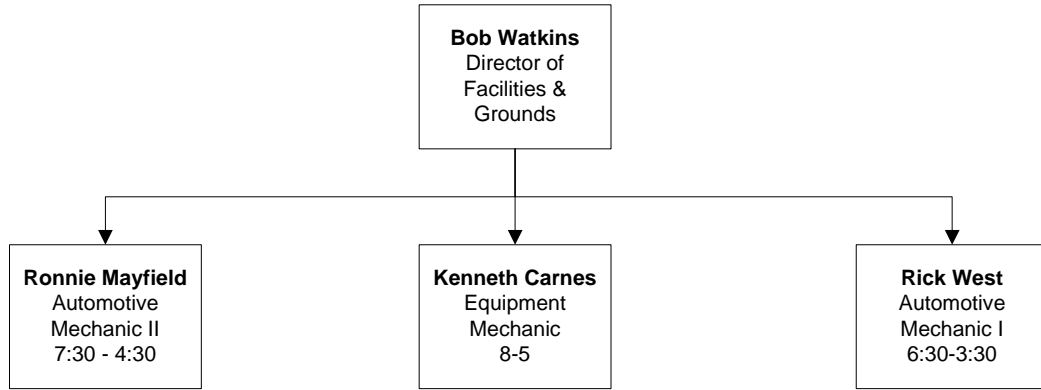 Bob Watkins
Director of
Facilities &
Grounds
Ronnie Mayfield
Automotive
Mechanic II
7:30 - 4:30
Kenneth Carnes
Equipment
Mechanic
8-5
Rick West
Automotive
Mechanic I
6:30-3:30